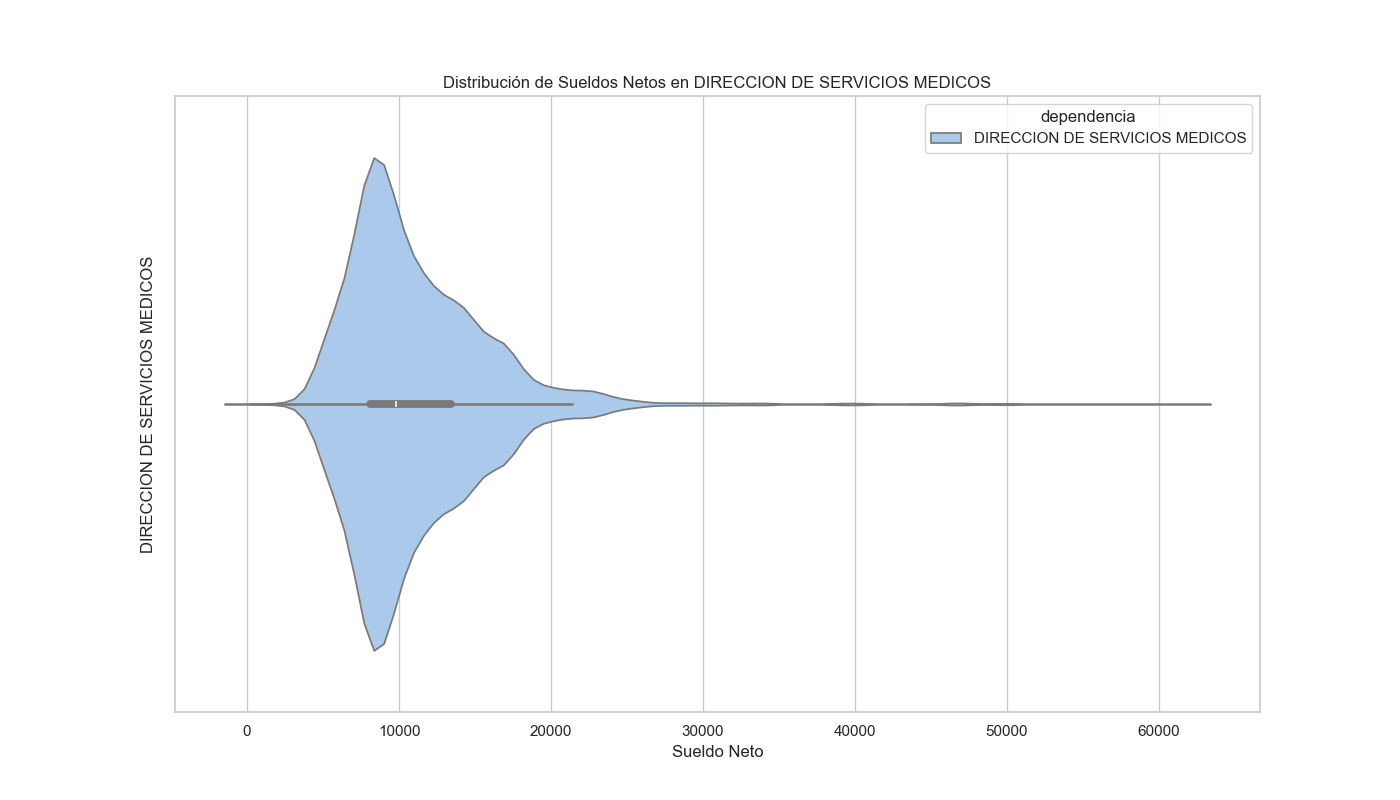 Distribución de Sueldos Netos en DIRECCION DE SERVICIOS MEDICOS
dependencia
DIRECCION DE SERVICIOS MEDICOS
DIRECCION DE SERVICIOS MEDICOS
0 10000 20000 30000 40000 50000 60000
Sueldo Neto